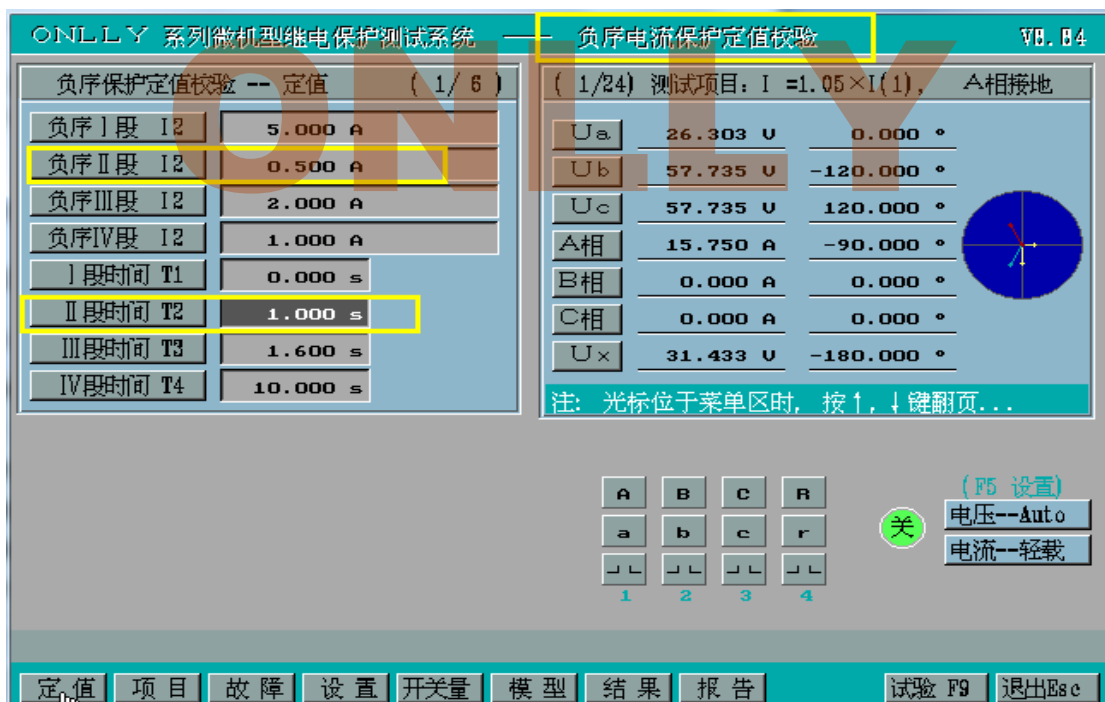 ONLLY 系列微机型继电保护测试系统 —— 负序电流保护定值校验 V8.04
负序保护定值校验 -- 定值 ( 1/ 6 )
负序Ⅰ段 I2 5.000 A
负序Ⅱ段 I2 0.500 A
负序Ⅲ段 I2 2.000 A
负序Ⅳ段 I2 1.000 A
Ⅰ段时间 T1 0.000 s
Ⅱ段时间 T2 1.000 s
Ⅲ段时间 T3 1.600 s
Ⅳ段时间 T4 10.000 s
( 1/24) 测试项目: I =1.05×I(1), A相接地
Ua 26.303 V 0.000 °
Ub 57.735 V -120.000 °
Uc 57.735 V 120.000 °
A相 15.750 A -90.000 °
B相 0.000 A 0.000 °
C相 0.000 A 0.000 °
Ux 31.433 V -180.000 °
注: 光标位于菜单区时, 按↑,↓键翻页...
ONLLY
A B C R
a b c r
1 2 3 4
关
(F5 设置)
电压--Auto
电流--轻载
定 值 项 目 故 障 设 置 开关量 模 型 结 果 报 告 试验 F9 退出Esc